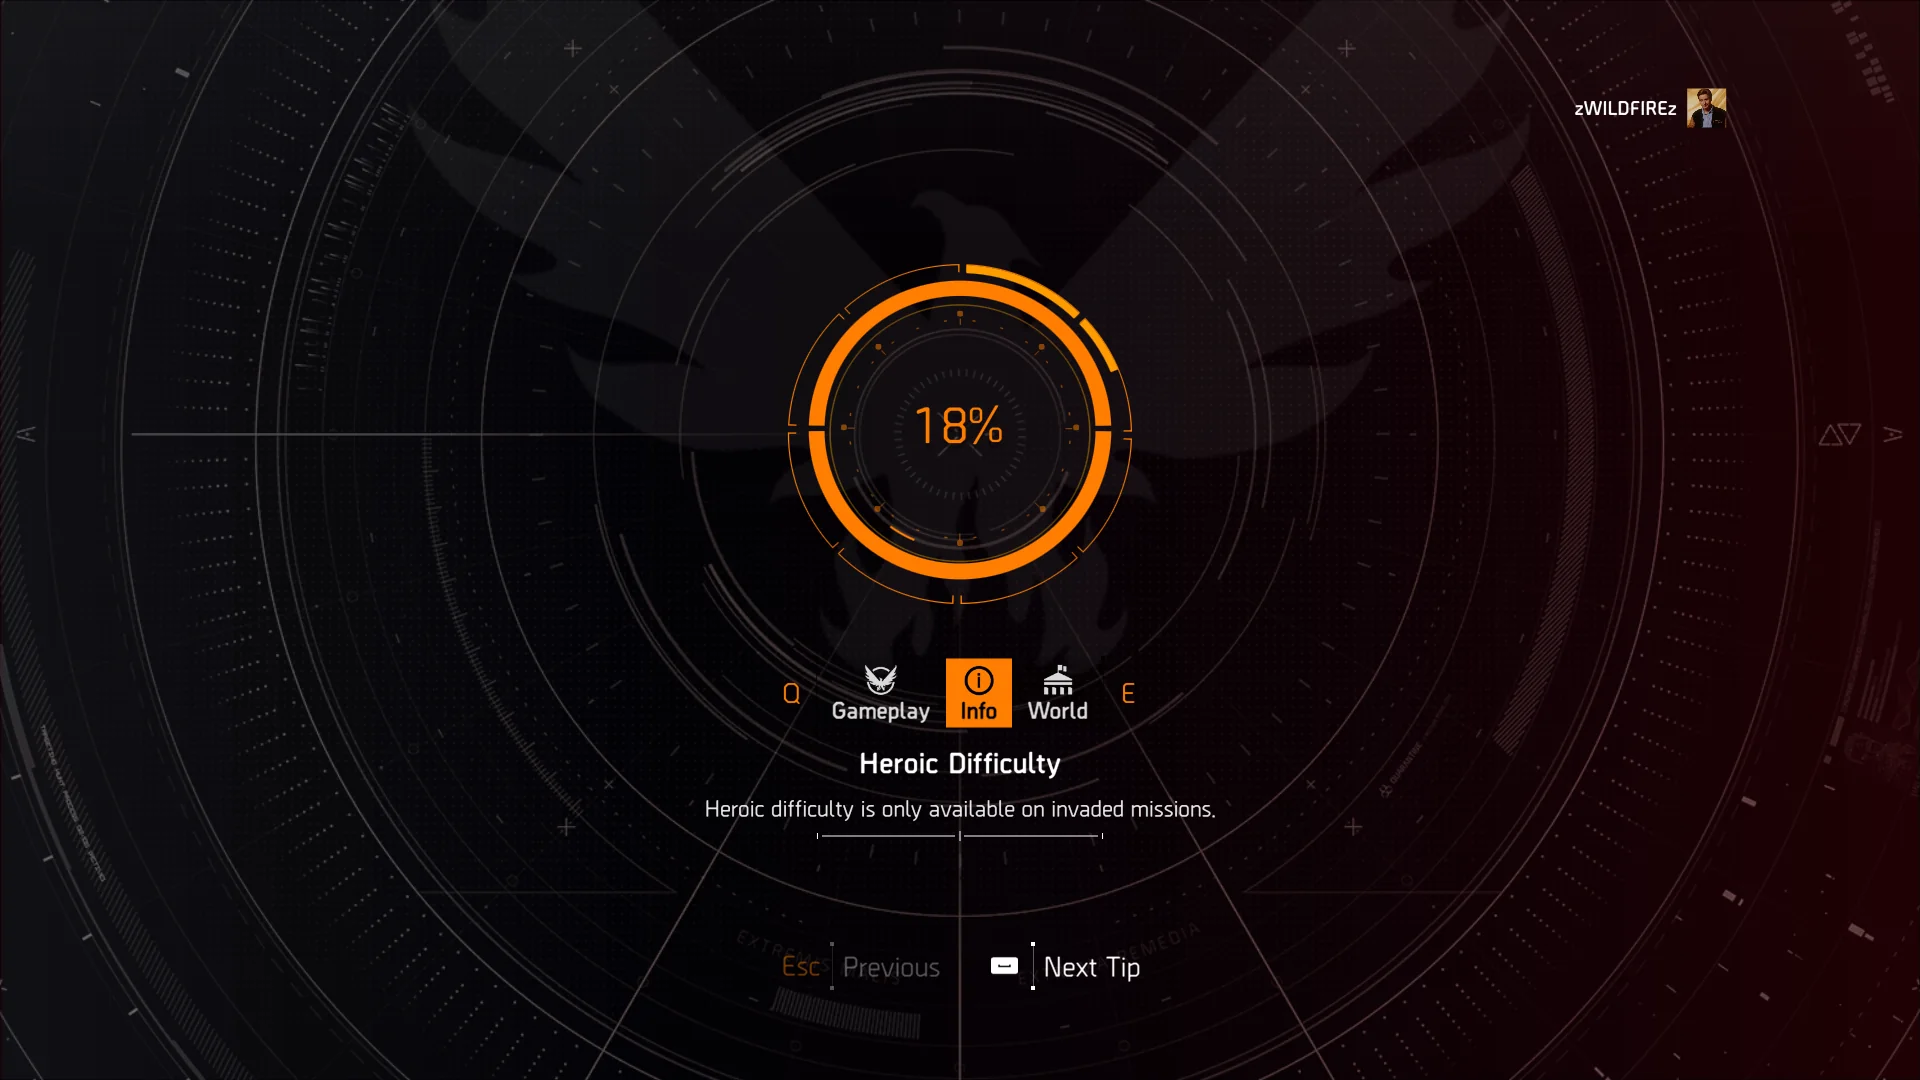 zWILDFIREz
18%
Q
Gameplay
Info
World
E
Heroic Difficulty
Heroic difficulty is only available on invaded missions.
Esc
Previous
Next Tip